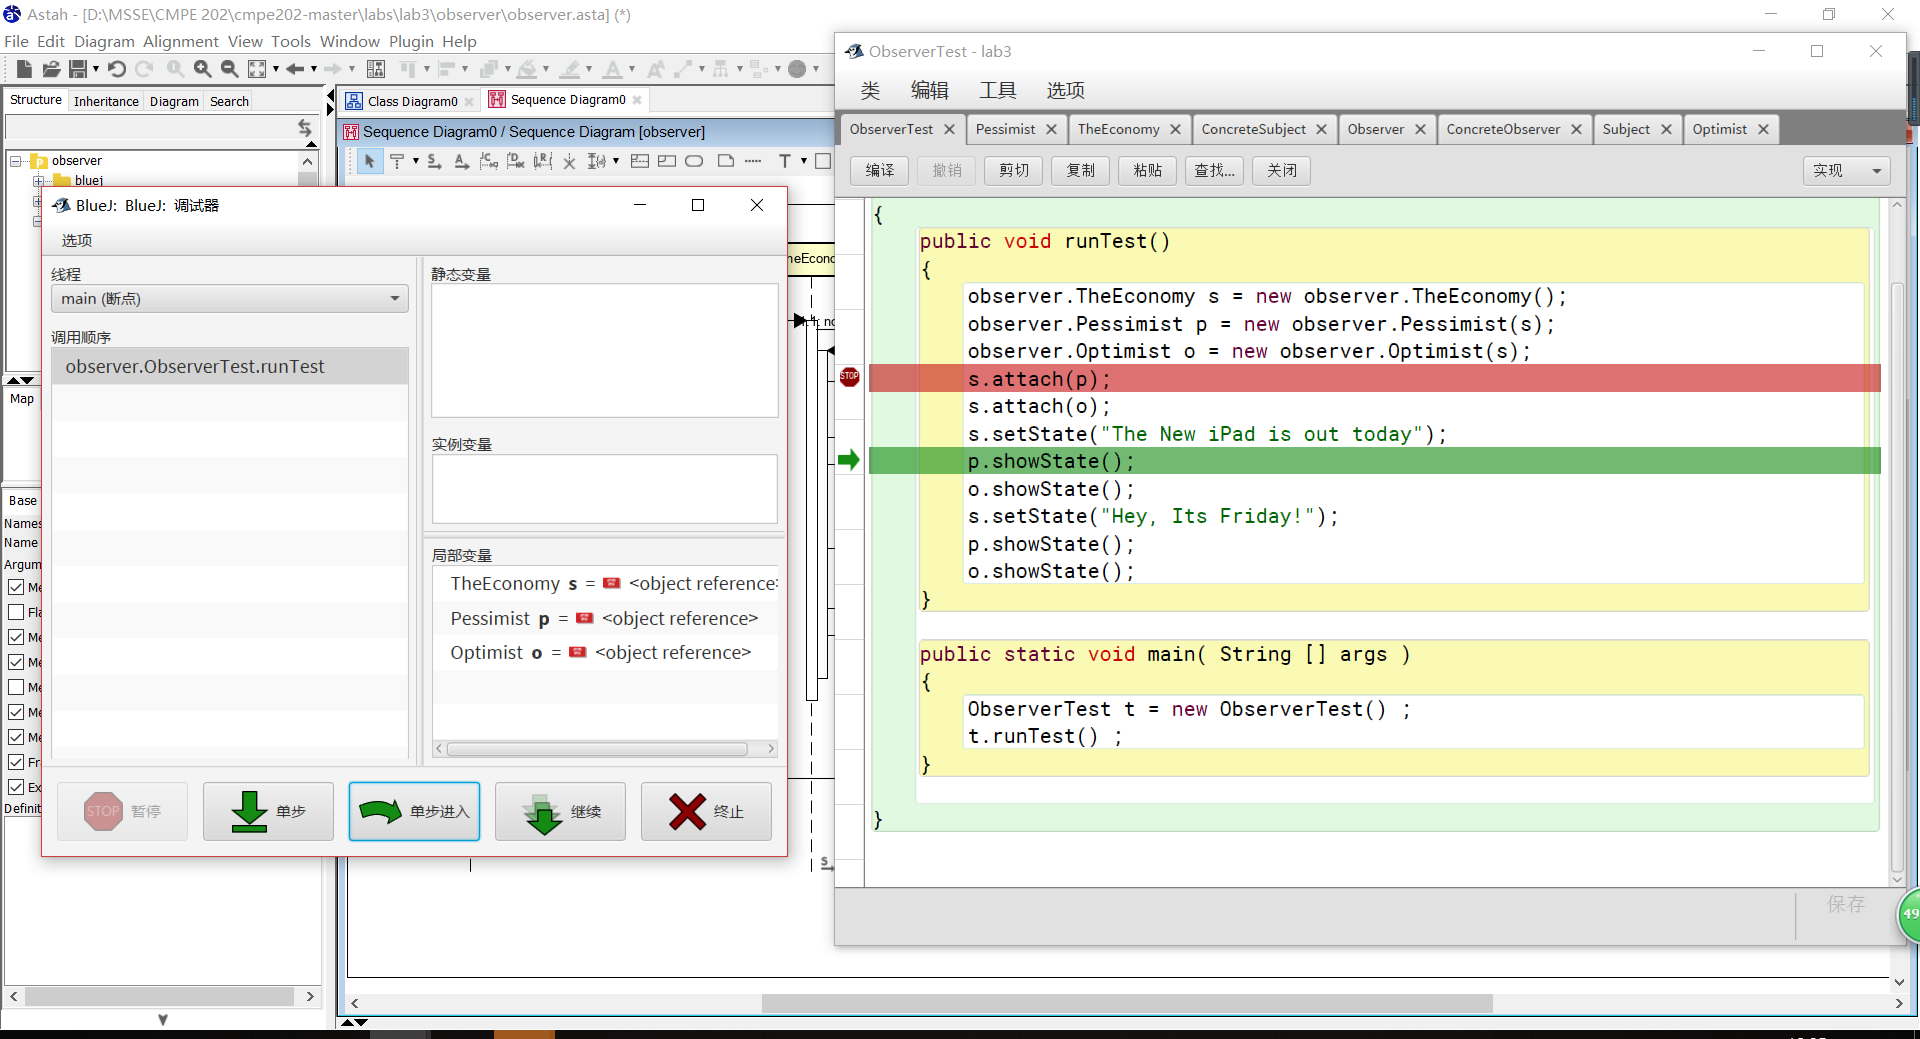 Astah - [D:\MSSE\CMPE 202\cmpe202-master\labs\lab3\observer\observer.asta] (*)
File Edit Diagram Alignment View Tools Window Plugin Help
Structure Inheritance Diagram Search
observer
bluej
Map
Base
Names
Name
Argum
Me
Fla
Me
Me
Me
Me
Me
Fr
Ex
Definit
Class Diagram0
Sequence Diagram0
Sequence Diagram0 / Sequence Diagram [observer]
BlueJ: BlueJ: 调试器
选项
线程
main (断点)
调用顺序
observer.ObserverTest.runTest
静态变量
实例变量
局部变量
TheEconomy s = <object reference>
Pessimist p = <object reference>
Optimist o = <object reference>
STOP 暂停
单步
单步进入
继续
终止
ObserverTest - lab3
类 编辑 工具 选项
ObserverTest Pessimist TheEconomy ConcreteSubject Observer ConcreteObserver Subject Optimist
编译 撤销 剪切 复制 粘贴 查找... 关闭 实现
{
public void runTest()
{
observer.TheEconomy s = new observer.TheEconomy();
observer.Pessimist p = new observer.Pessimist(s);
observer.Optimist o = new observer.Optimist(s);
STOP s.attach(p);
s.attach(o);
s.setState("The New iPad is out today");
p.showState();
o.showState();
s.setState("Hey, Its Friday!");
p.showState();
o.showState();
}
public static void main( String [] args )
{
ObserverTest t = new ObserverTest() ;
t.runTest() ;
}
}
保存
49